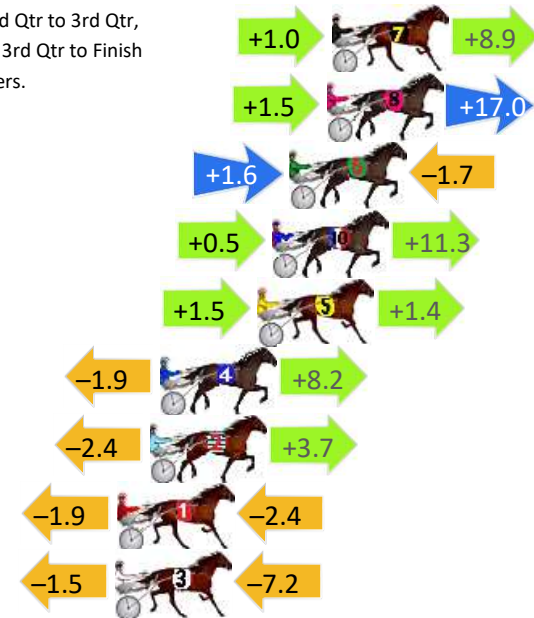 d Qtr to 3rd Qtr,
3rd Qtr to Finish
ers.
+1.0 7 +8.9
+1.5 8 +17.0
+1.6 –1.7
+0.5 10 +11.3
+1.5 5 +1.4
–1.9 4 +8.2
–2.4 2 +3.7
–1.9 1 –2.4
–1.5 3 –7.2